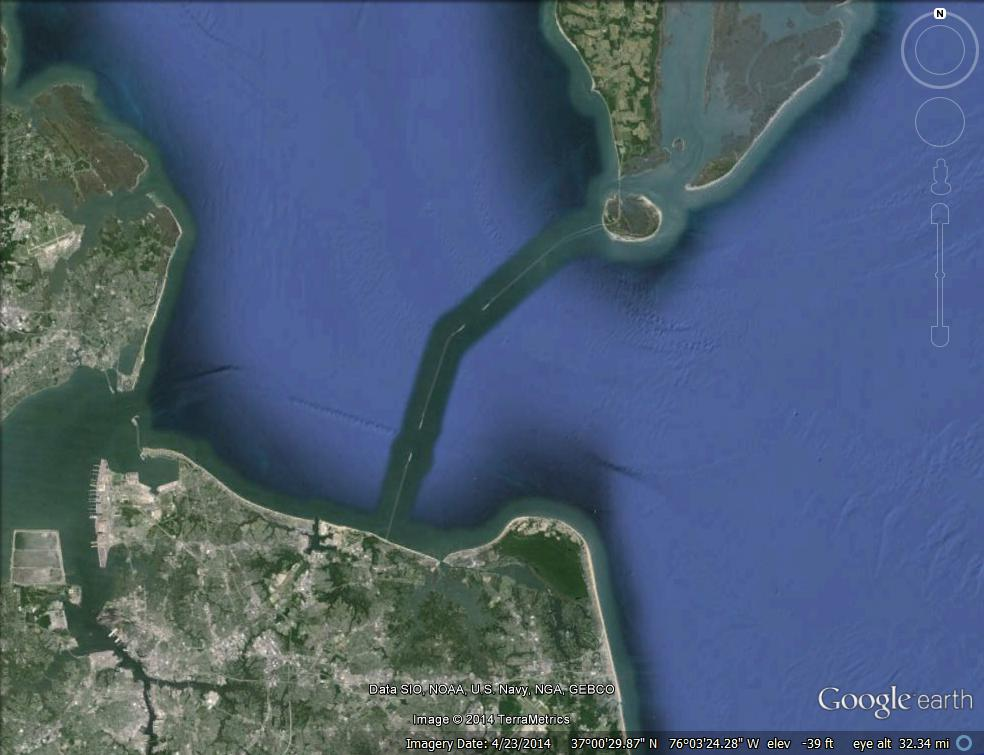 N
Data SIO, NOAA, U.S. Navy, NGA, GEBCO
Image © 2014 TerraMetrics
Google earth
Imagery Date: 4/23/2014 37°00'29.87" N 76°03'24.28" W elev -39 ft eye alt 32.34 mi